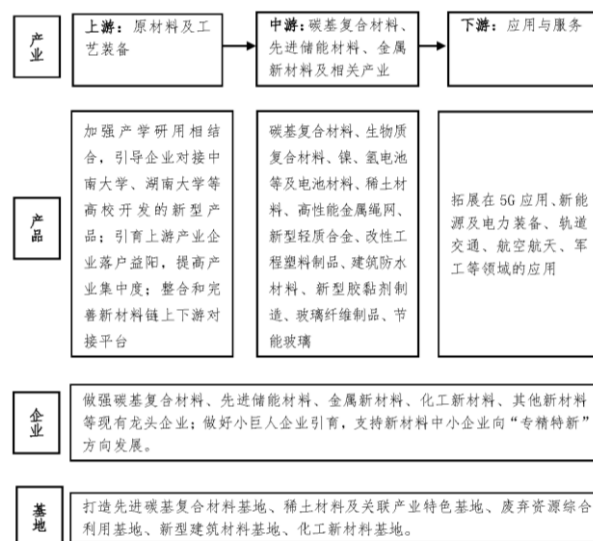 产业
上游：原材料及工
艺装备
中游：碳基复合材料、
先进储能材料、金属
新材料及相关产业
下游：应用与服务
产品
加强产学研用相结
合，引导企业对接中
南大学、湖南大学等
高校开发的新型产
品；引育上游产业企
业落户益阳，提高产
业集中度；整合和完
善新材料链上下游对
接平台
碳基复合材料、生物质
复合材料、镍、氢电池
等及电池材料、稀土材
料、高性能金属绳网、
新型轻质合金、改性工
程塑料制品、建筑防水
材料、新型胶黏剂制
造、玻璃纤维制品、节
能玻璃
拓展在 5G 应用、新能
源及电力装备、轨道
交通、航空航天、军
工等领域的应用
企业
做强碳基复合材料、先进储能材料、金属新材料、化工新材料、其他新材料
等现有龙头企业；做好小巨人企业引育，支持新材料中小企业向“专精特新”
方向发展。
基地
打造先进碳基复合材料基地、稀土材料及关联产业特色基地、废弃资源综合
利用基地、新型建筑材料基地、化工新材料基地。